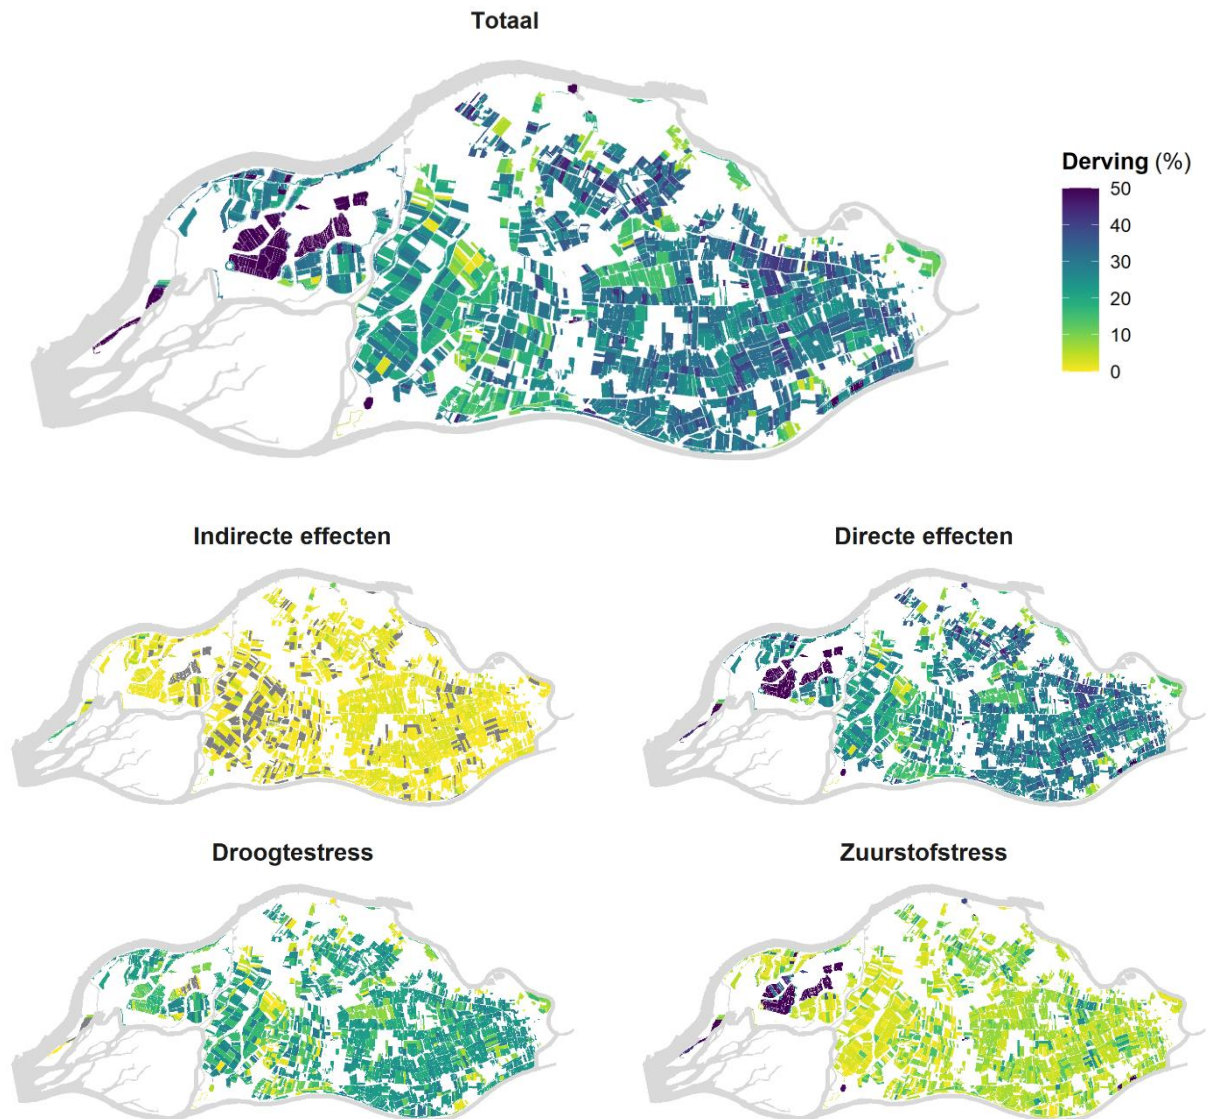 Totaal
Derving (%)
50
40
30
20
10
0
Indirecte effecten
Directe effecten
Droogtestress
Zuurstofstress